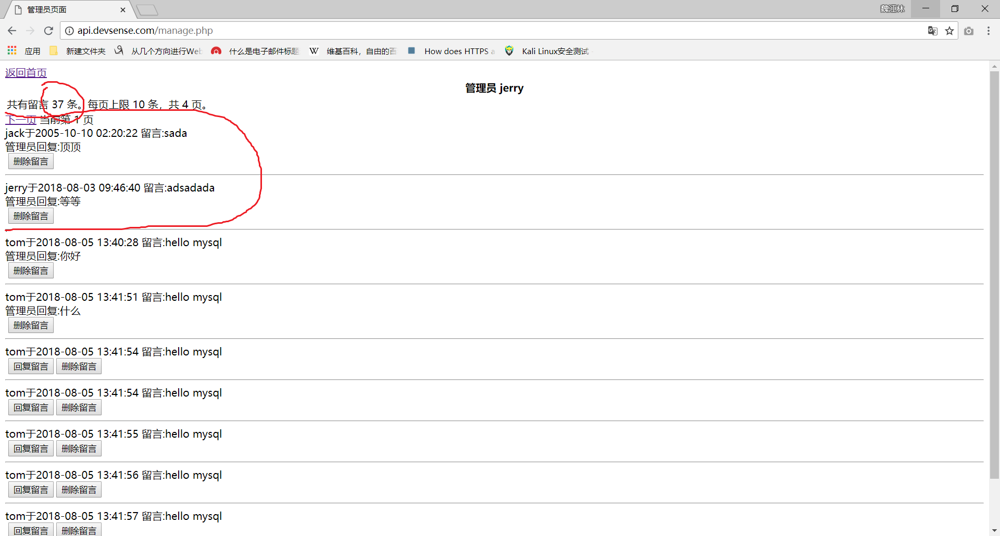 管理员页面
魏江林
api.devsense.com/manage.php
应用 新建文件夹 从几个方向进行Web 什么是电子邮件标题 W 维基百科，自由的百 How does HTTPS a Kali Linux安全测试
返回首页
管理员 jerry
共有留言 37 条。每页上限 10 条，共 4 页。
下一页 当前第 1 页
jack于2005-10-10 02:20:22 留言:sada
管理员回复:顶顶
删除留言
jerry于2018-08-03 09:46:40 留言:adsadada
管理员回复:等等
删除留言
tom于2018-08-05 13:40:28 留言:hello mysql
管理员回复:你好
删除留言
tom于2018-08-05 13:41:51 留言:hello mysql
管理员回复:什么
删除留言
tom于2018-08-05 13:41:54 留言:hello mysql
回复留言 删除留言
tom于2018-08-05 13:41:54 留言:hello mysql
回复留言 删除留言
tom于2018-08-05 13:41:55 留言:hello mysql
回复留言 删除留言
tom于2018-08-05 13:41:56 留言:hello mysql
回复留言 删除留言
tom于2018-08-05 13:41:57 留言:hello mysql
回复留言 删除留言